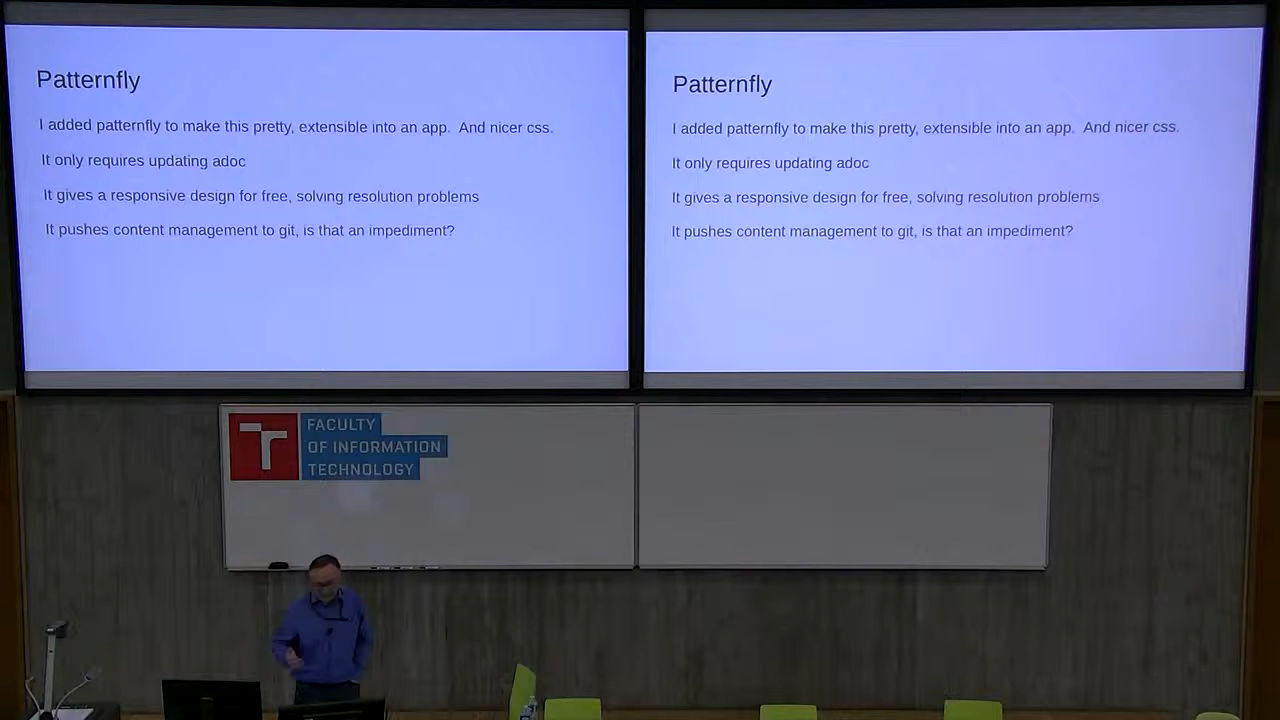 Patternfly
I added patternfly to make this pretty, extensible into an app.  And nicer css.
It only requires updating adoc
It gives a responsive design for free, solving resolution problems
It pushes content management to git, is that an impediment?
Patternfly
I added patternfly to make this pretty, extensible into an app.  And nicer css.
It only requires updating adoc
It gives a responsive design for free, solving resolution problems
It pushes content management to git, is that an impediment?
T
FACULTY
OF INFORMATION
TECHNOLOGY